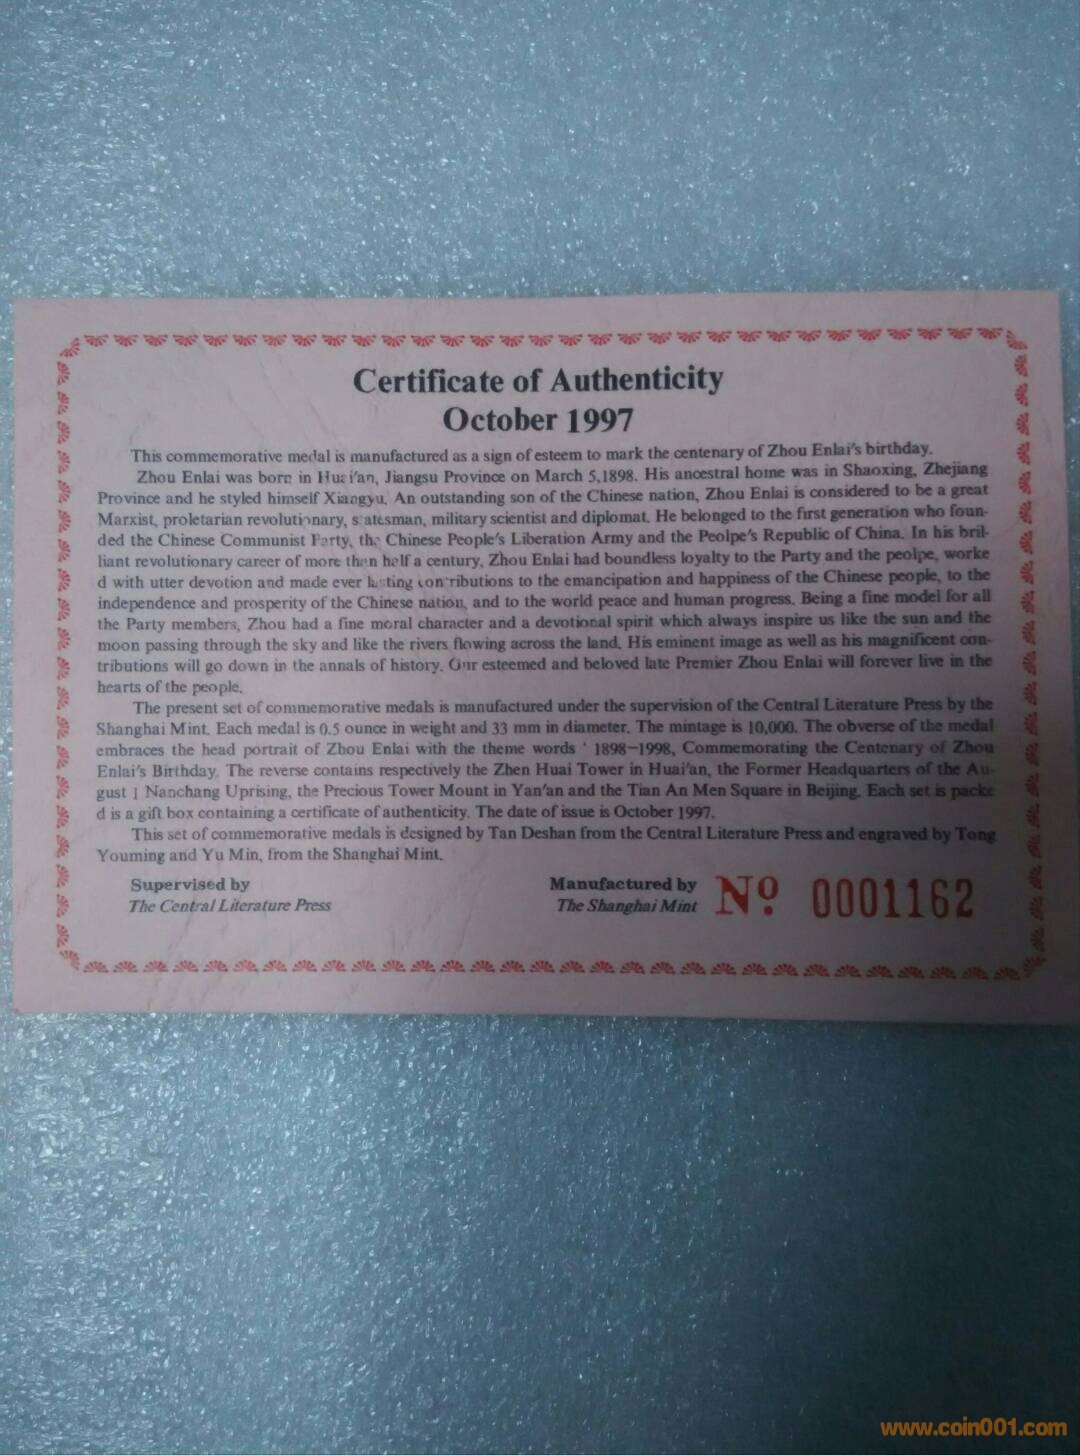 Certificate of Authenticity
October 1997
This commemorative medal is manufactured as a sign of esteem to mark the centenary of Zhou Enlai's birthday.
Zhou Enlai was born in Huai'an, Jiangsu Province on March 5,1898. His ancestral home was in Shaoxing, Zhejiang
Province and he styled himself Xiangyu. An outstanding son of the Chinese nation, Zhou Enlai is considered to be a great
Marxist, proletarian revolutionary, statesman, military scientist and diplomat. He belonged to the first generation who foun-
ded the Chinese Communist Party, the Chinese People's Liberation Army and the Peolpe's Republic of China. In his bril-
liant revolutionary career of more than half a century, Zhou Enlai had boundless loyalty to the Party and the peolpe, worke
d with utter devotion and made ever lasting contributions to the emancipation and happiness of the Chinese people, to the
independence and prosperity of the Chinese nation, and to the world peace and human progress. Being a fine model for all
the Party members, Zhou had a fine moral character and a devotional spirit which always inspire us like the sun and the
moon passing through the sky and like the rivers flowing across the land. His eminent image as well as his magnificent con-
tributions will go down in the annals of history. Our esteemed and beloved late Premier Zhou Enlai will forever live in the
hearts of the people.
The present set of commemorative medals is manufactured under the supervision of the Central Literature Press by the
Shanghai Mint. Each medal is 0.5 ounce in weight and 33 mm in diameter. The mintage is 10,000. The obverse of the medal
embraces the head portrait of Zhou Enlai with the theme words ' 1898-1998, Commemorating the Centenary of Zhou
Enlai's Birthday. The reverse contains respectively the Zhen Huai Tower in Huai'an, the Former Headquarters of the Au-
gust 1 Nanchang Uprising, the Precious Tower Mount in Yan'an and the Tian An Men Square in Beijing. Each set is packe
d is a gift box containing a certificate of authenticity. The date of issue is October 1997.
This set of commemorative medals is designed by Tan Deshan from the Central Literature Press and engraved by Tong
Youming and Yu Min, from the Shanghai Mint.
Supervised by
The Central Literature Press
Manufactured by
The Shanghai Mint
Nº 0001162
www.coin001.com